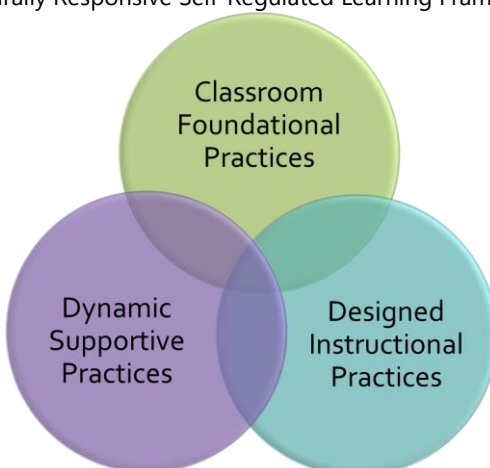 Responsive Self-Regulated Learning
Classroom
Foundational
Practices
Dynamic
Supportive
Practices
Designed
Instructional
Practices